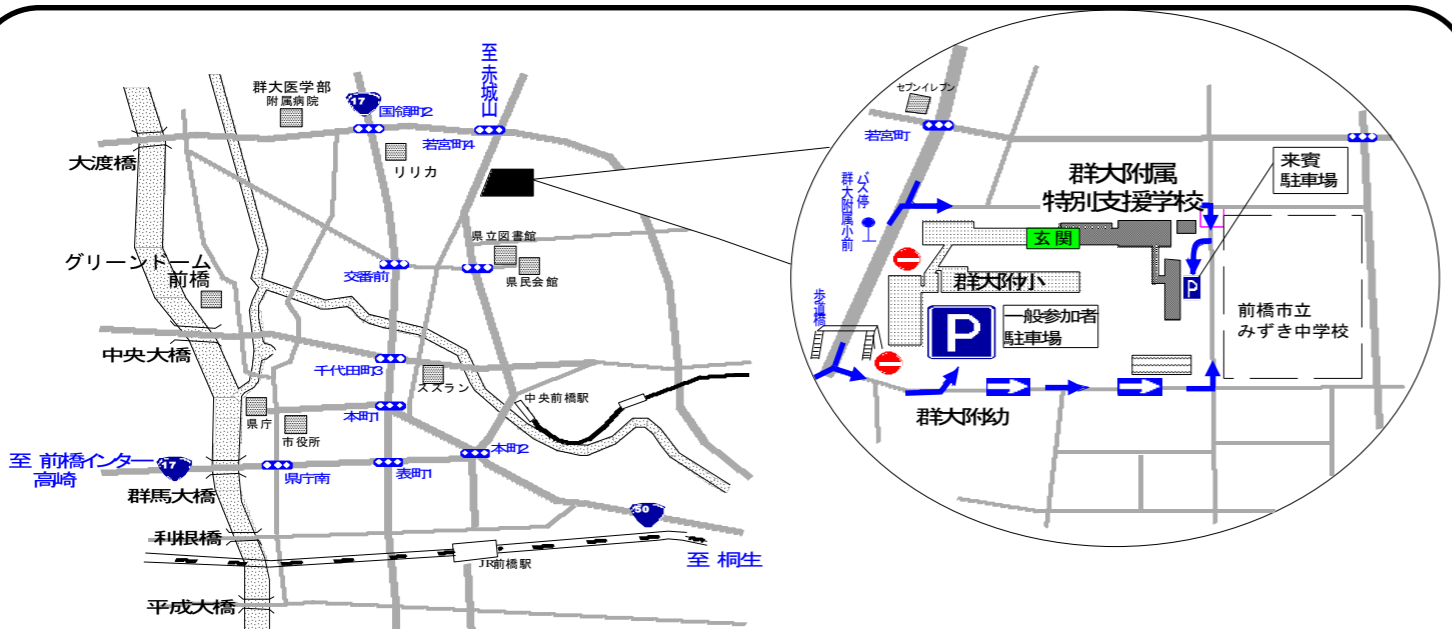 至赤城山
群大医学部
附属病院
17
国領町2
若宮町4
大渡橋
リリカ
県立図書館
県民会館
グリーンドーム
前橋
交番前
中央大橋
千代田町3
スズラン
中央前橋駅
県庁
市役所
本町1
本町2
至 前橋インター
高崎
17
県庁南
表町1
群馬大橋
50
利根橋
JR前橋駅
至 桐生
平成大橋
セブンイレブン
若宮町
バス停
群大附属小前
群大附属
特別支援学校
来賓
駐車場
玄関
P
群大附小
歩道橋
P
一般参加者
駐車場
前橋市立
みずき中学校
群大附幼